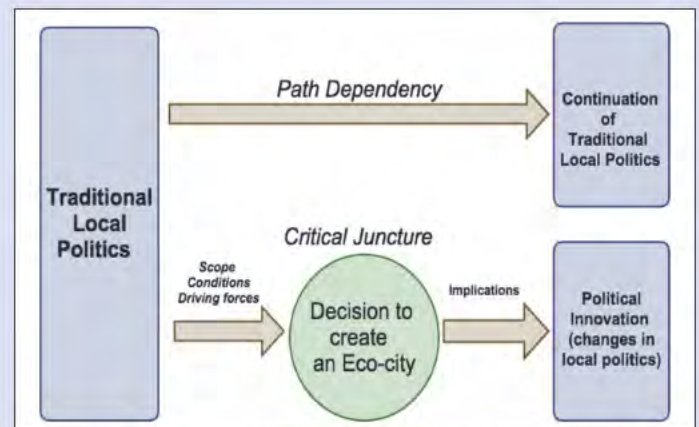 Traditional
Local
Politics
Path Dependency
Continuation
of
Traditional
Local Politics
Critical Juncture
Scope
Conditions
Driving forces
Decision to
create
an Eco-city
Implications
Political
Innovation
(changes in
local politics)